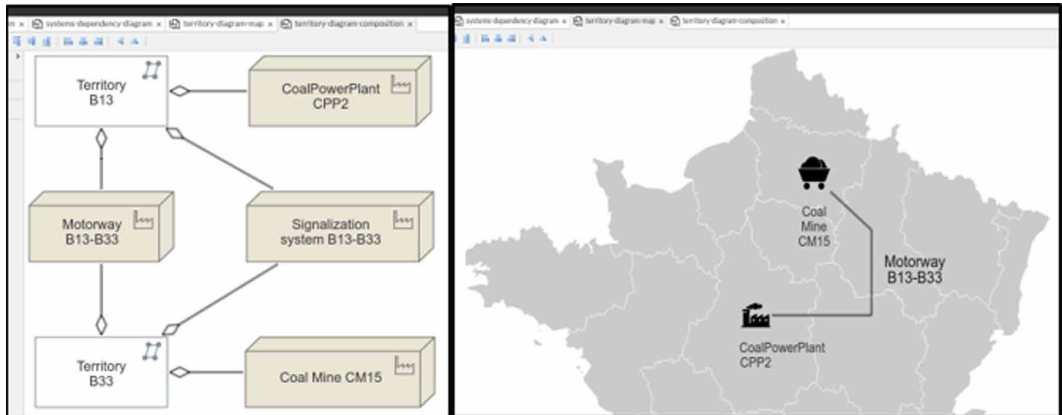 systems-dependency-diagram
territory-diagram-map
territory-diagram-composition
Territory
B13
CoalPowerPlant
CPP2
Motorway
B13-B33
Signalization
system B13-B33
Territory
B33
Coal Mine CM15
systems-dependency-diagram
territory-diagram-map
territory-diagram-composition
Coal
Mine
CM15
Motorway
B13-B33
CoalPowerPlant
CPP2